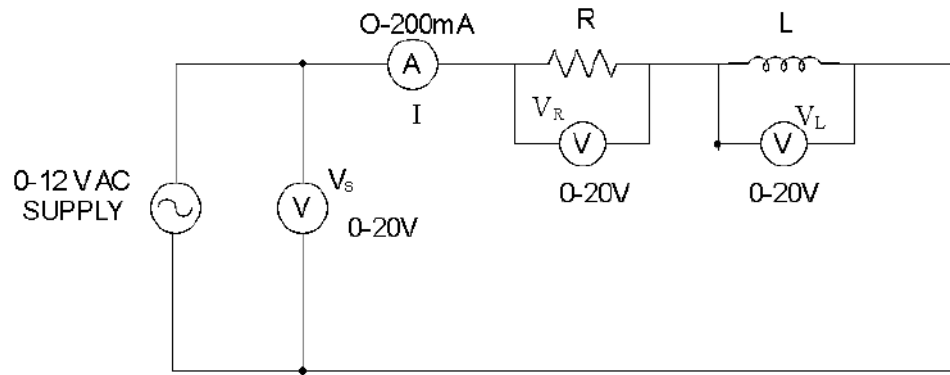 O-200mA
R
L
A
I
V_R
V
0-20V
V_L
V
0-20V
0-12 V AC
SUPPLY
V_S
V
0-20V